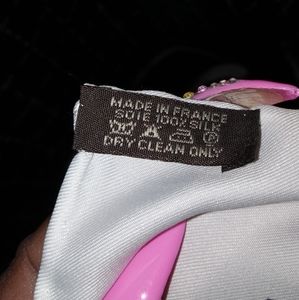 MADE IN FRANCE
SOIE 100% SILK
DRY CLEAN ONLY